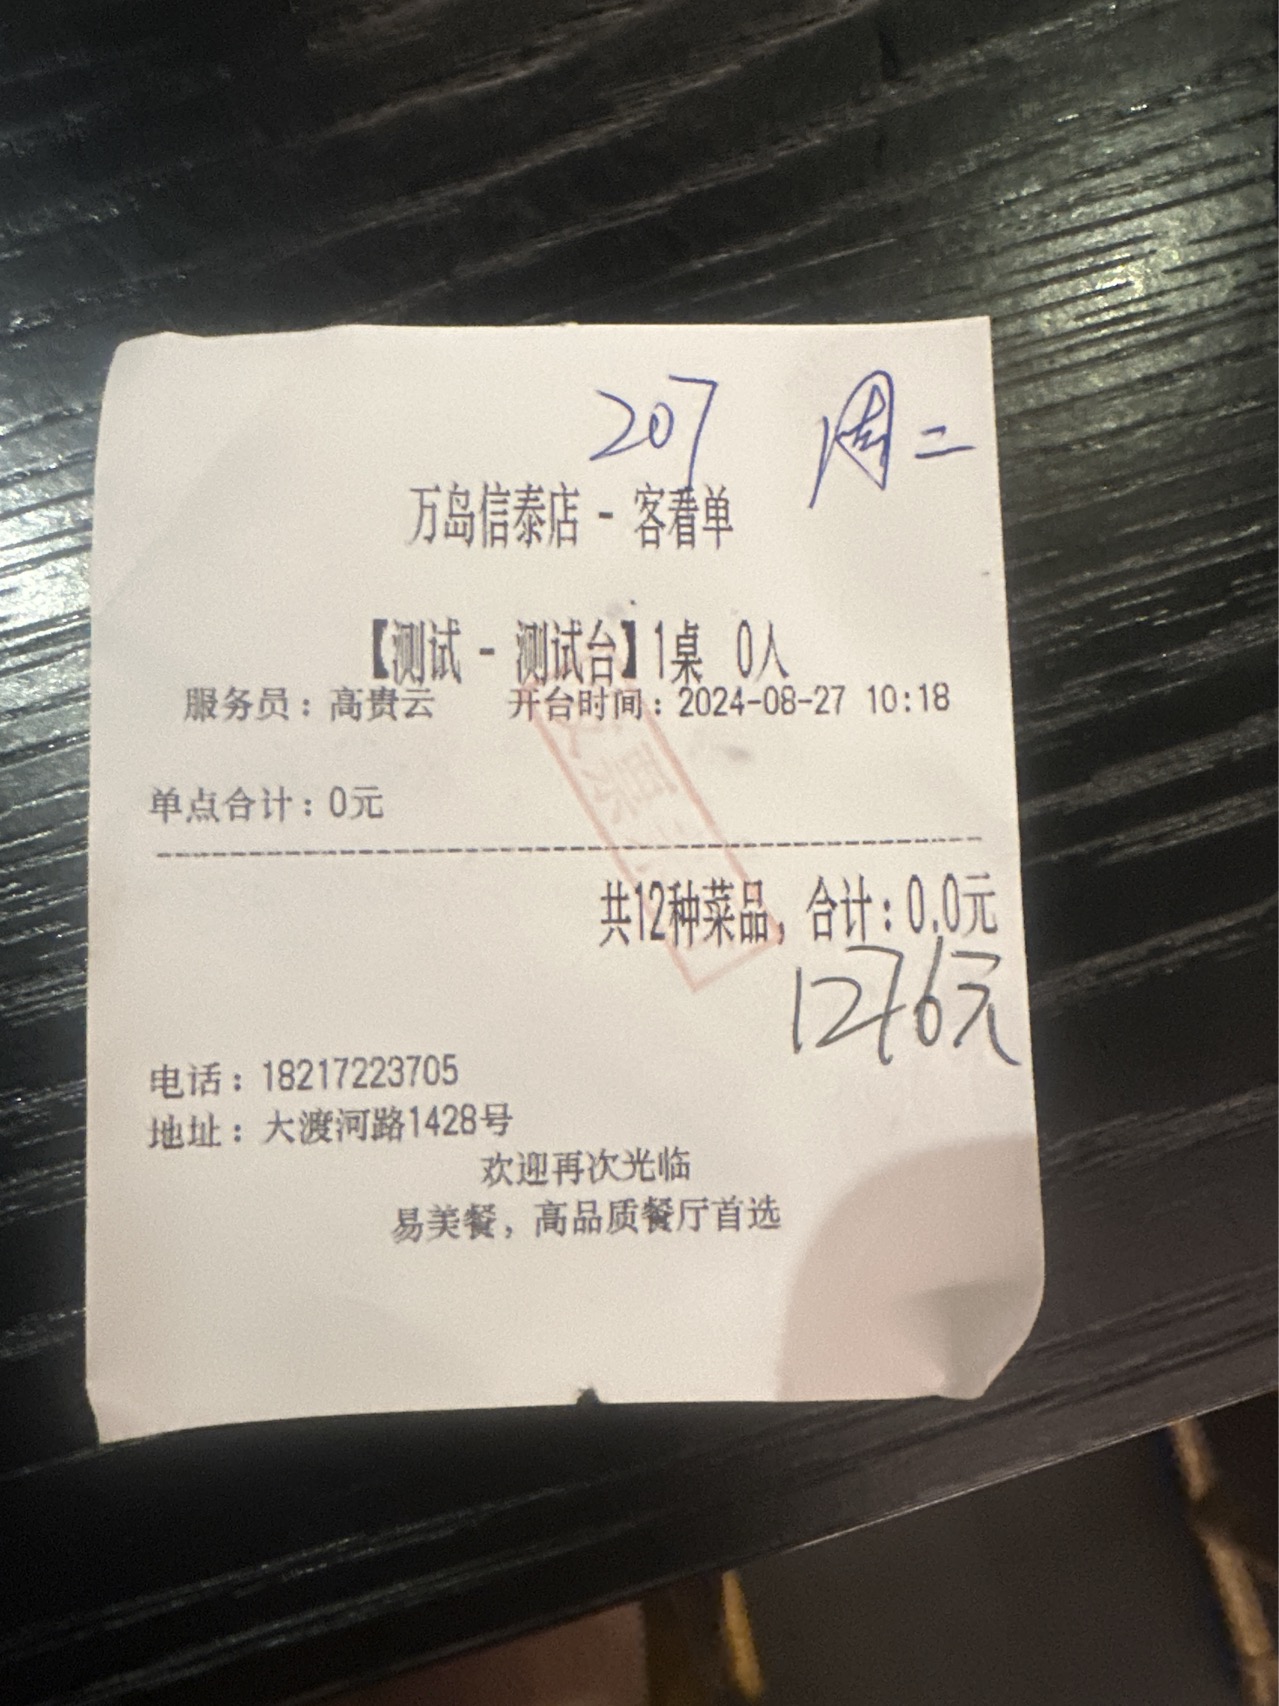 207 周二
万岛信泰店 - 客看单
【测试 - 测试台】1桌 0人
服务员：高贵云 开台时间：2024-08-27 10:18
单点合计：0元
共12种菜品，合计：0.0元
1276元
电话：18217223705
地址：大渡河路1428号
欢迎再次光临
易美餐，高品质餐厅首选